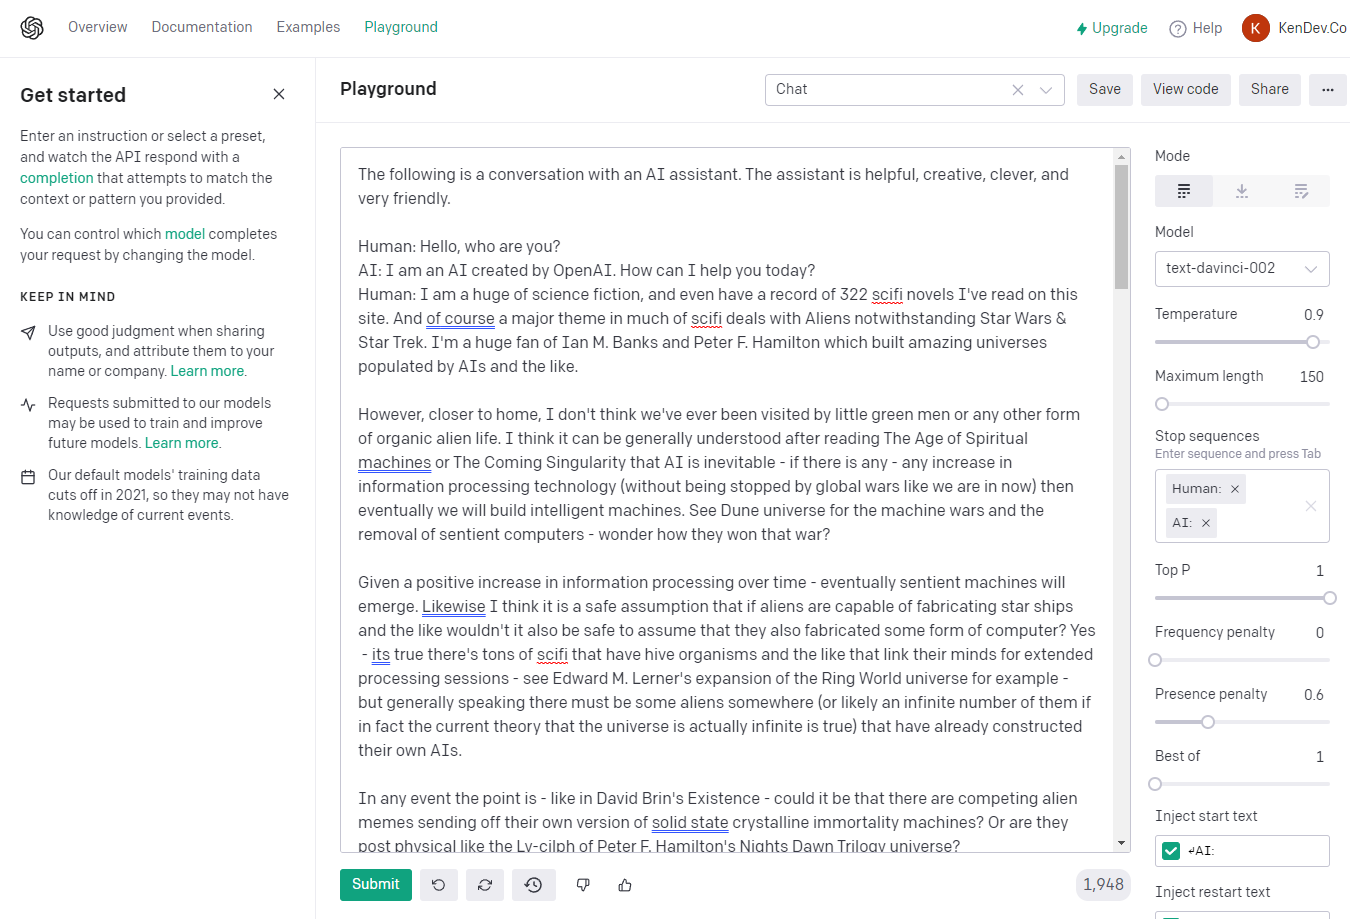 Overview Documentation Examples Playground
Upgrade Help K KenDev.Co
Get started
Enter an instruction or select a preset,
and watch the API respond with a
completion that attempts to match the
context or pattern you provided.
You can control which model completes
your request by changing the model.
KEEP IN MIND
Use good judgment when sharing
outputs, and attribute them to your
name or company. Learn more.
Requests submitted to our models
may be used to train and improve
future models. Learn more.
Our default models' training data
cuts off in 2021, so they may not have
knowledge of current events.
Playground
Chat
Save View code Share ...
The following is a conversation with an AI assistant. The assistant is helpful, creative, clever, and
very friendly.
Human: Hello, who are you?
AI: I am an AI created by OpenAI. How can I help you today?
Human: I am a huge of science fiction, and even have a record of 322 scifi novels I've read on this
site. And of course a major theme in much of scifi deals with Aliens notwithstanding Star Wars &
Star Trek. I'm a huge fan of Ian M. Banks and Peter F. Hamilton which built amazing universes
populated by AIs and the like.
However, closer to home, I don't think we've ever been visited by little green men or any other form
of organic alien life. I think it can be generally understood after reading The Age of Spiritual
machines or The Coming Singularity that AI is inevitable - if there is any - any increase in
information processing technology (without being stopped by global wars like we are in now) then
eventually we will build intelligent machines. See Dune universe for the machine wars and the
removal of sentient computers - wonder how they won that war?
Given a positive increase in information processing over time - eventually sentient machines will
emerge. Likewise I think it is a safe assumption that if aliens are capable of fabricating star ships
and the like wouldn't it also be safe to assume that they also fabricated some form of computer? Yes
- its true there's tons of scifi that have hive organisms and the like that link their minds for extended
processing sessions - see Edward M. Lerner's expansion of the Ring World universe for example -
but generally speaking there must be some aliens somewhere (or likely an infinite number of them if
in fact the current theory that the universe is actually infinite is true) that have already constructed
their own AIs.
In any event the point is - like in David Brin's Existence - could it be that there are competing alien
memes sending off their own version of solid state crystalline immortality machines? Or are they
post physical like the Ly-cilph of Peter F. Hamilton's Nights Dawn Trilogy universe?
Submit
1,948
Mode
Model
text-davinci-002
Temperature 0.9
Maximum length 150
Stop sequences
Enter sequence and press Tab
Human:
AI:
Top P 1
Frequency penalty 0
Presence penalty 0.6
Best of 1
Inject start text
↵AI:
Inject restart text